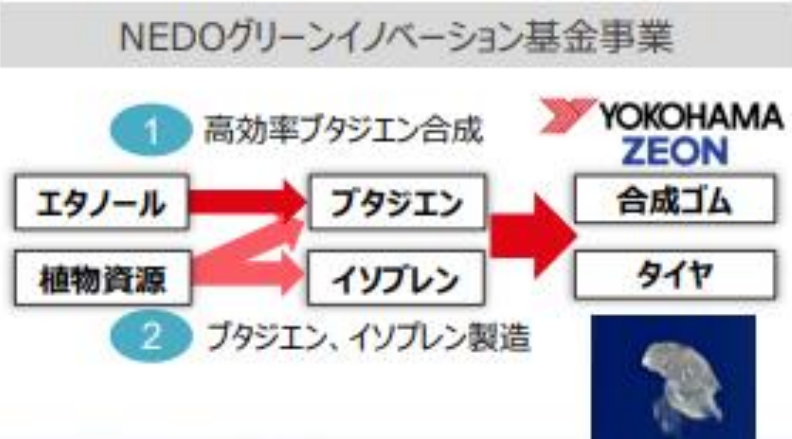 NEDOグリーンイノベーション基金事業
1 高効率ブタジエン合成
YOKOHAMA
ZEON
エタノール
ブタジエン
合成ゴム
植物資源
イソプレン
タイヤ
2 ブタジエン、イソプレン製造